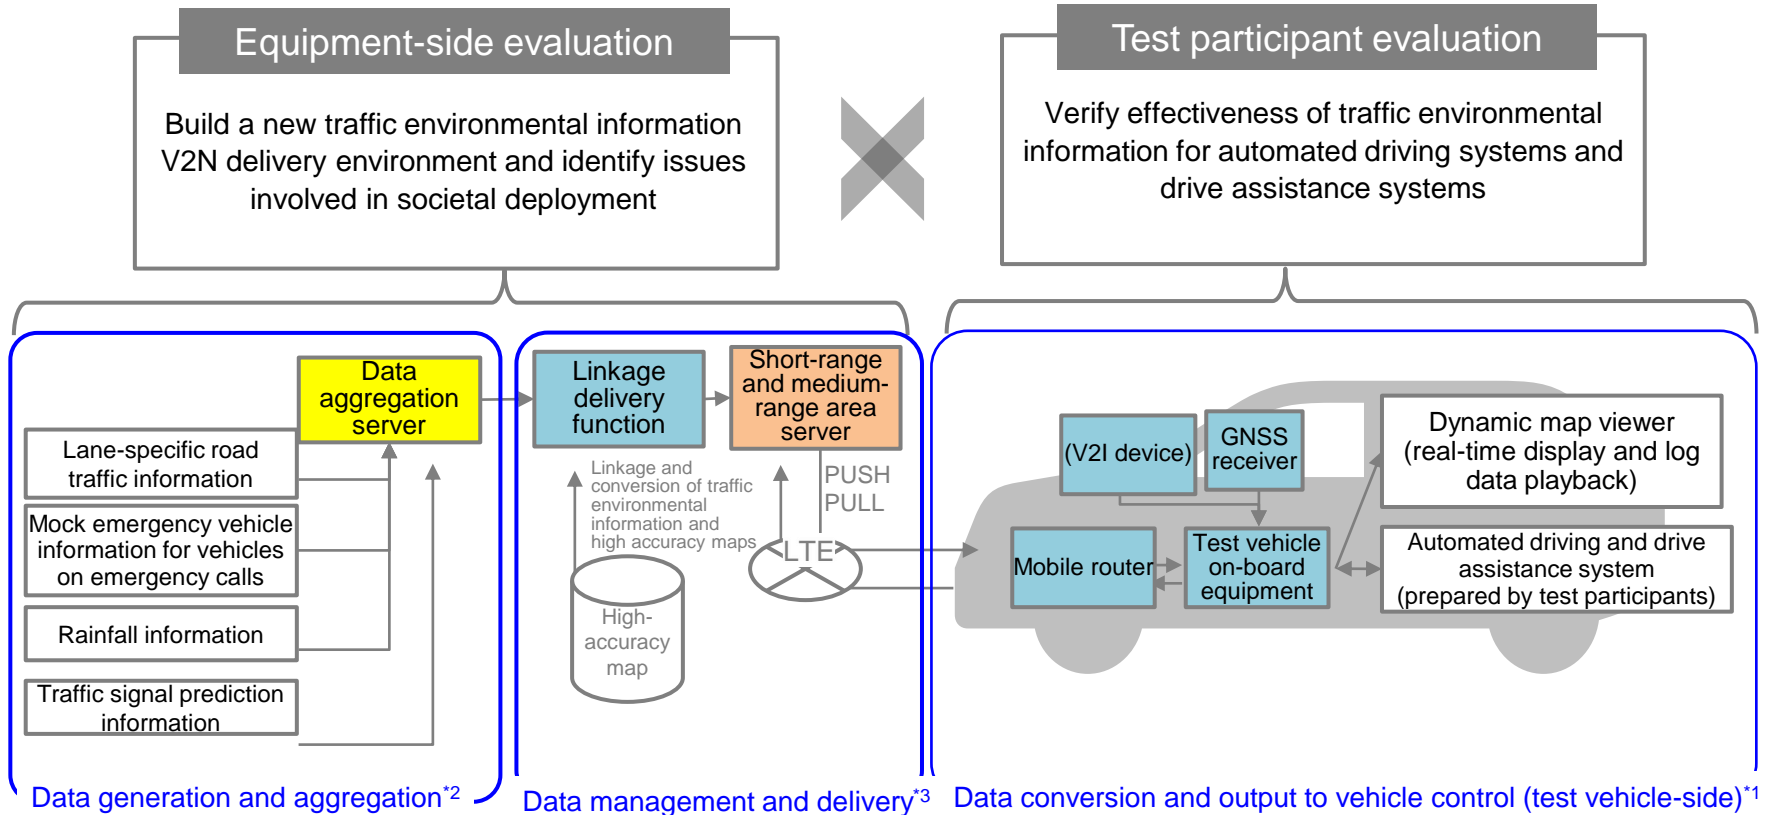 Equipment-side evaluation
Build a new traffic environmental information
V2N delivery environment and identify issues
involved in societal deployment
Test participant evaluation
Verify effectiveness of traffic environmental
information for automated driving systems and
drive assistance systems
Data
aggregation
server
Lane-specific road
traffic information
Mock emergency vehicle
information for vehicles
on emergency calls
Rainfall information
Traffic signal prediction
information
Data generation and aggregation*2
Linkage
delivery
function
Short-range
and medium-
range area
server
Linkage and
conversion of traffic
environmental
information and
high accuracy maps
PUSH
PULL
LTE
High-
accuracy
map
Data management and delivery*3
(V2I device)
GNSS
receiver
Mobile router
Test vehicle
on-board
equipment
Dynamic map viewer
(real-time display and log
data playback)
Automated driving and drive
assistance system
(prepared by test participants)
Data conversion and output to vehicle control (test vehicle-side)*1